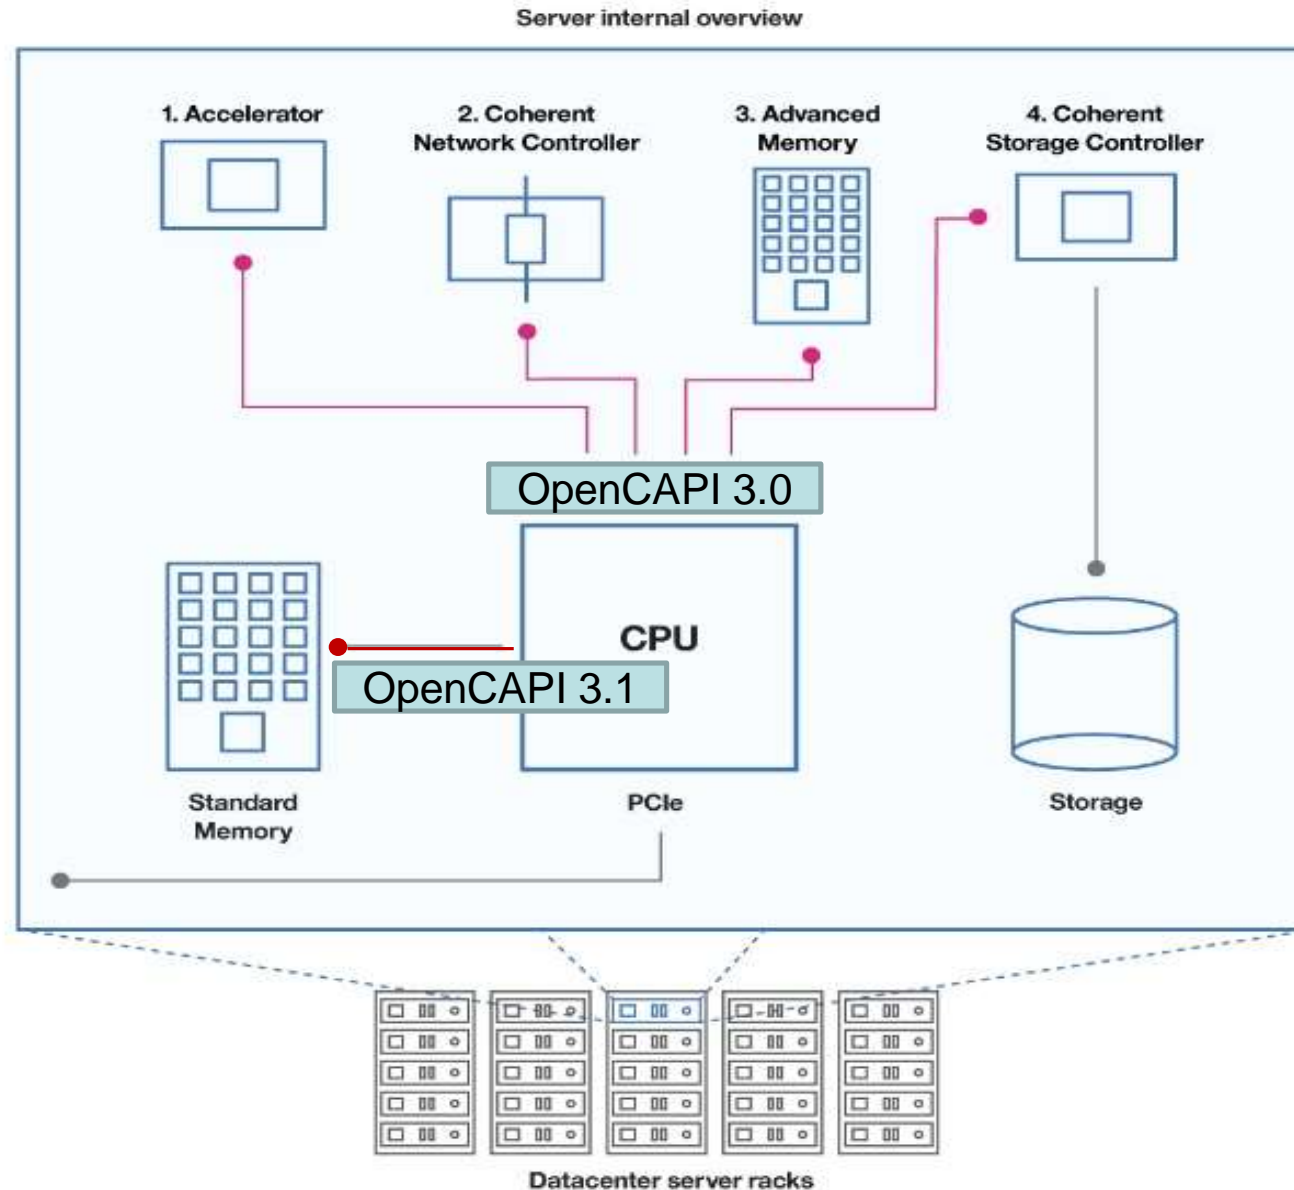 Server internal overview
1. Accelerator
2. Coherent
Network Controller
3. Advanced
Memory
4. Coherent
Storage Controller
OpenCAPI 3.0
CPU
OpenCAPI 3.1
Standard
Memory
PCIe
Storage
Datacenter server racks